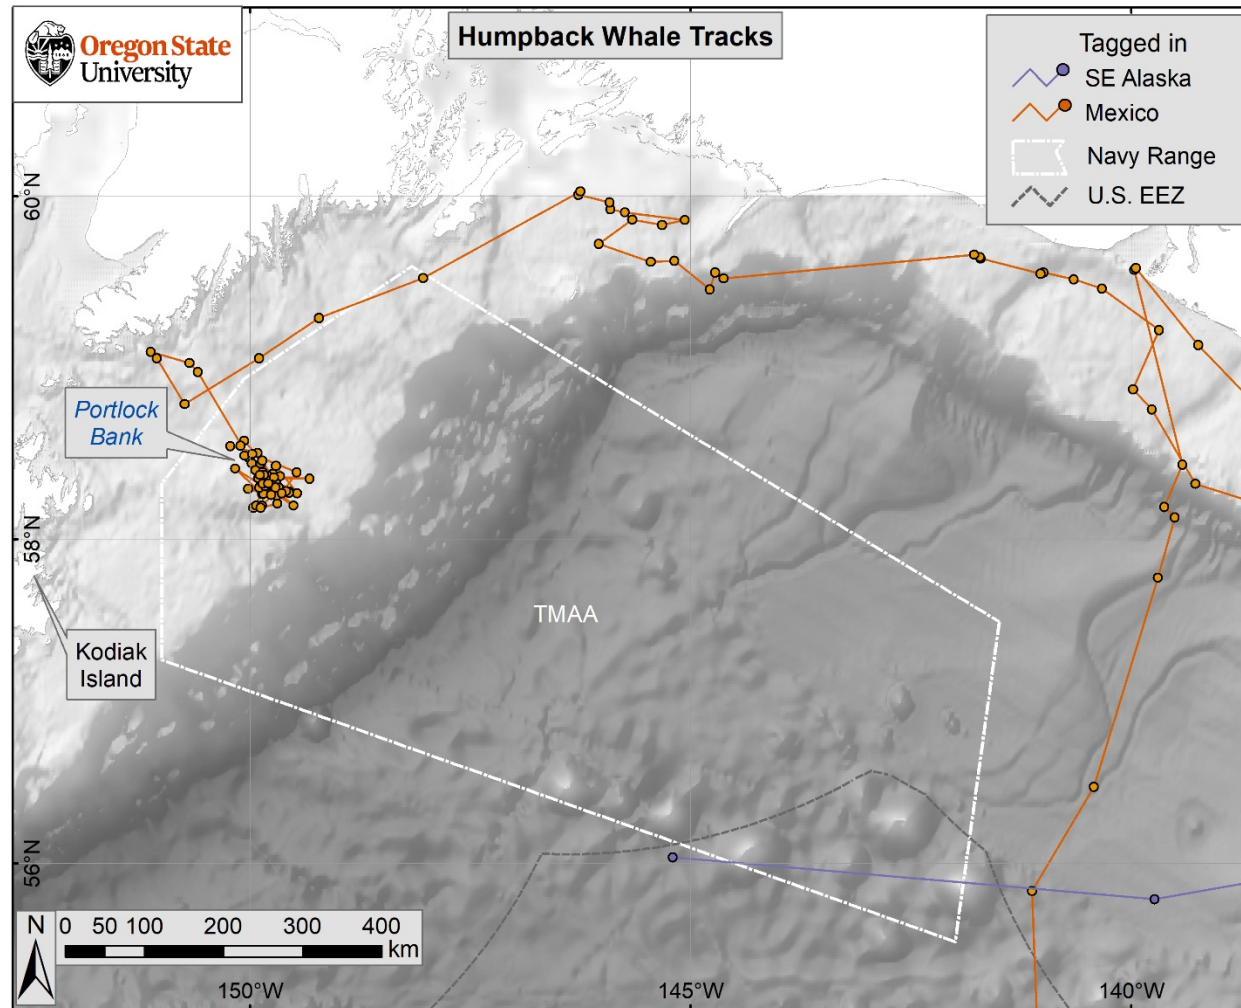 Oregon State
University
Humpback Whale Tracks
Tagged in
SE Alaska
Mexico
Navy Range
U.S. EEZ
60°N
Portlock
Bank
58°N
TMAA
Kodiak
Island
56°N
N
0 50 100 200 300 400
km
150°W 145°W 140°W